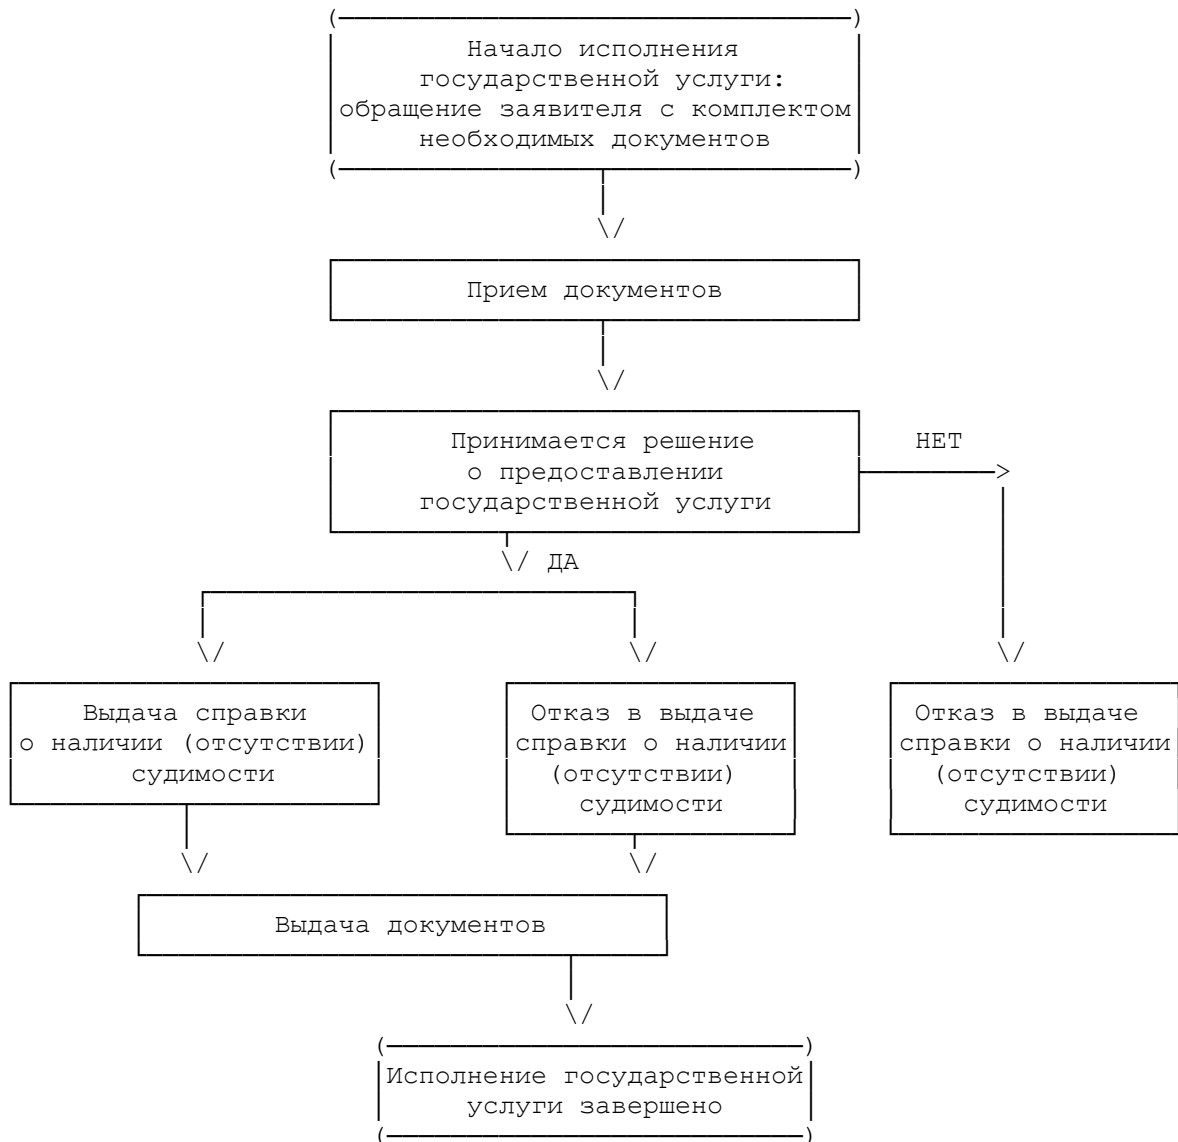 Начало исполнения
государственной услуги:
обращение заявителя с комплектом
необходимых документов
Прием документов
Принимается решение
о предоставлении
государственной услуги
НЕТ
ДА
Выдача справки
о наличии (отсутствии)
судимости
Отказ в выдаче
справки о наличии
(отсутствии)
судимости
Отказ в выдаче
справки о наличии
(отсутствии)
судимости
Выдача документов
Исполнение государственной
услуги завершено